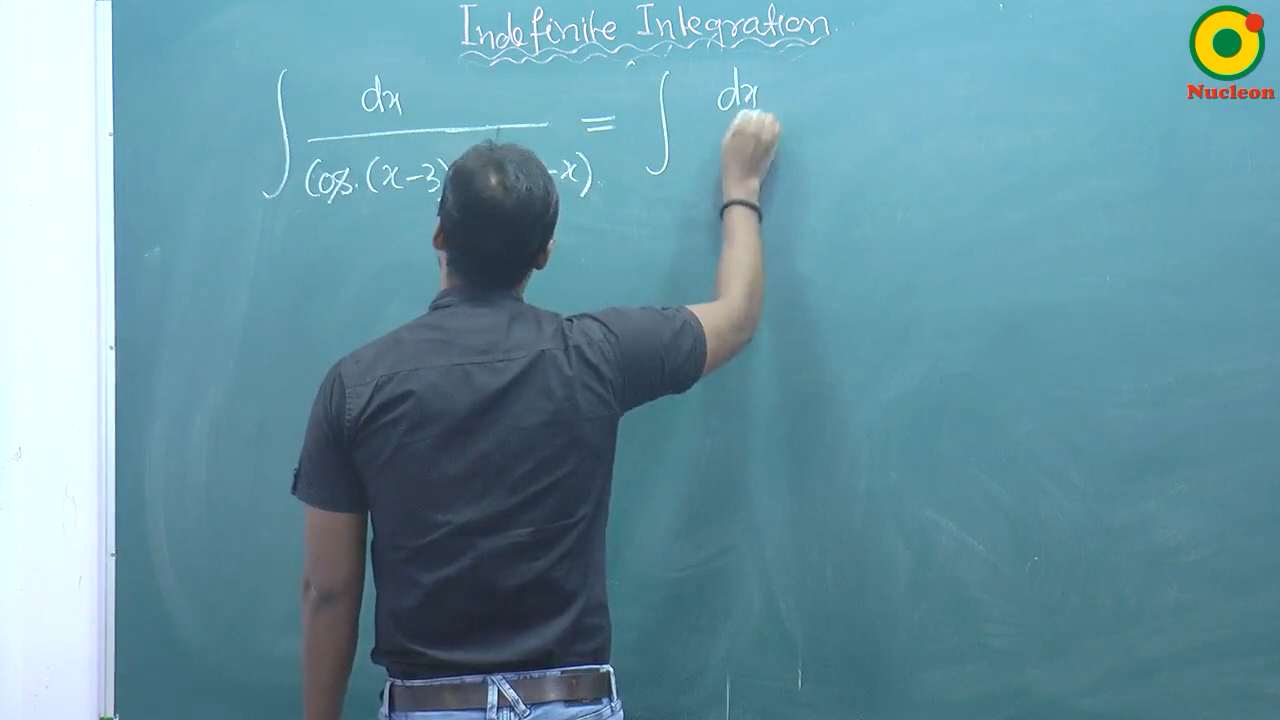 Indefinite Integration
∫ dx / Cos.(x-3) -x). = ∫ dx
Nucleon